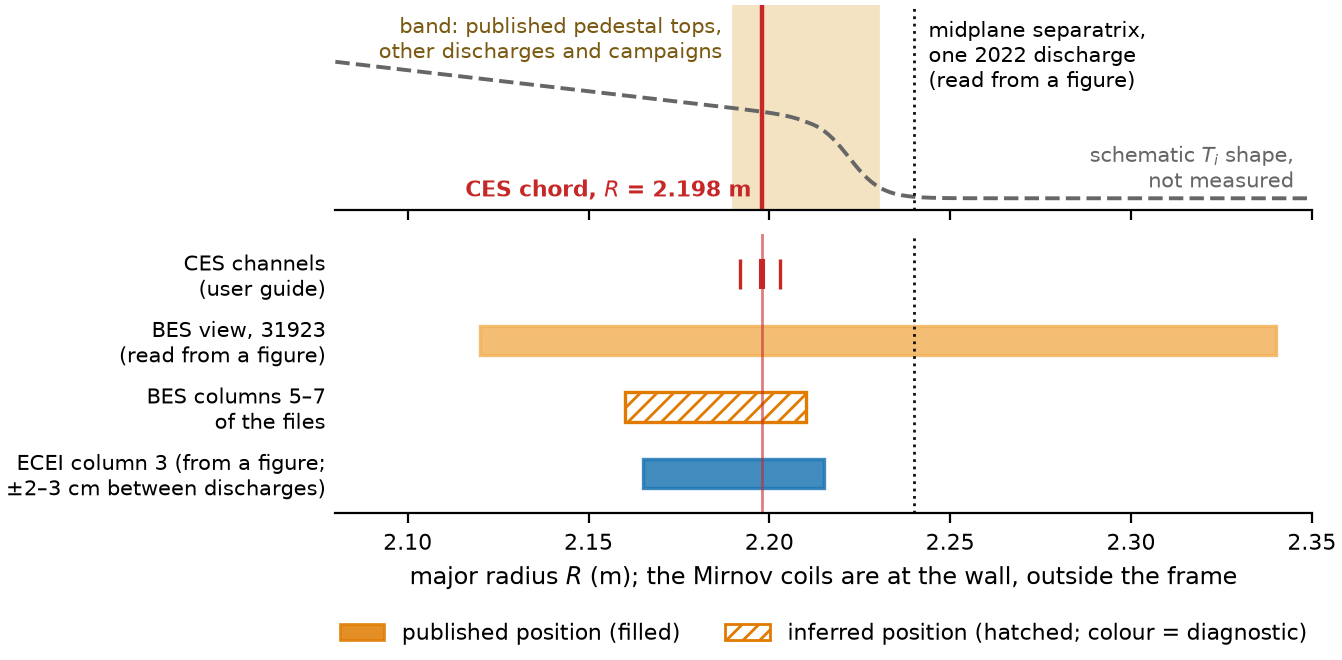 band: published pedestal tops,
other discharges and campaigns
midplane separatrix,
one 2022 discharge
(read from a figure)
schematic Ti shape,
not measured
CES chord, R = 2.198 m
CES channels
(user guide)
BES view, 31923
(read from a figure)
BES columns 5–7
of the files
ECEI column 3 (from a figure;
±2–3 cm between discharges)
2.10 2.15 2.20 2.25 2.30 2.35
major radius R (m); the Mirnov coils are at the wall, outside the frame
published position (filled) inferred position (hatched; colour = diagnostic)